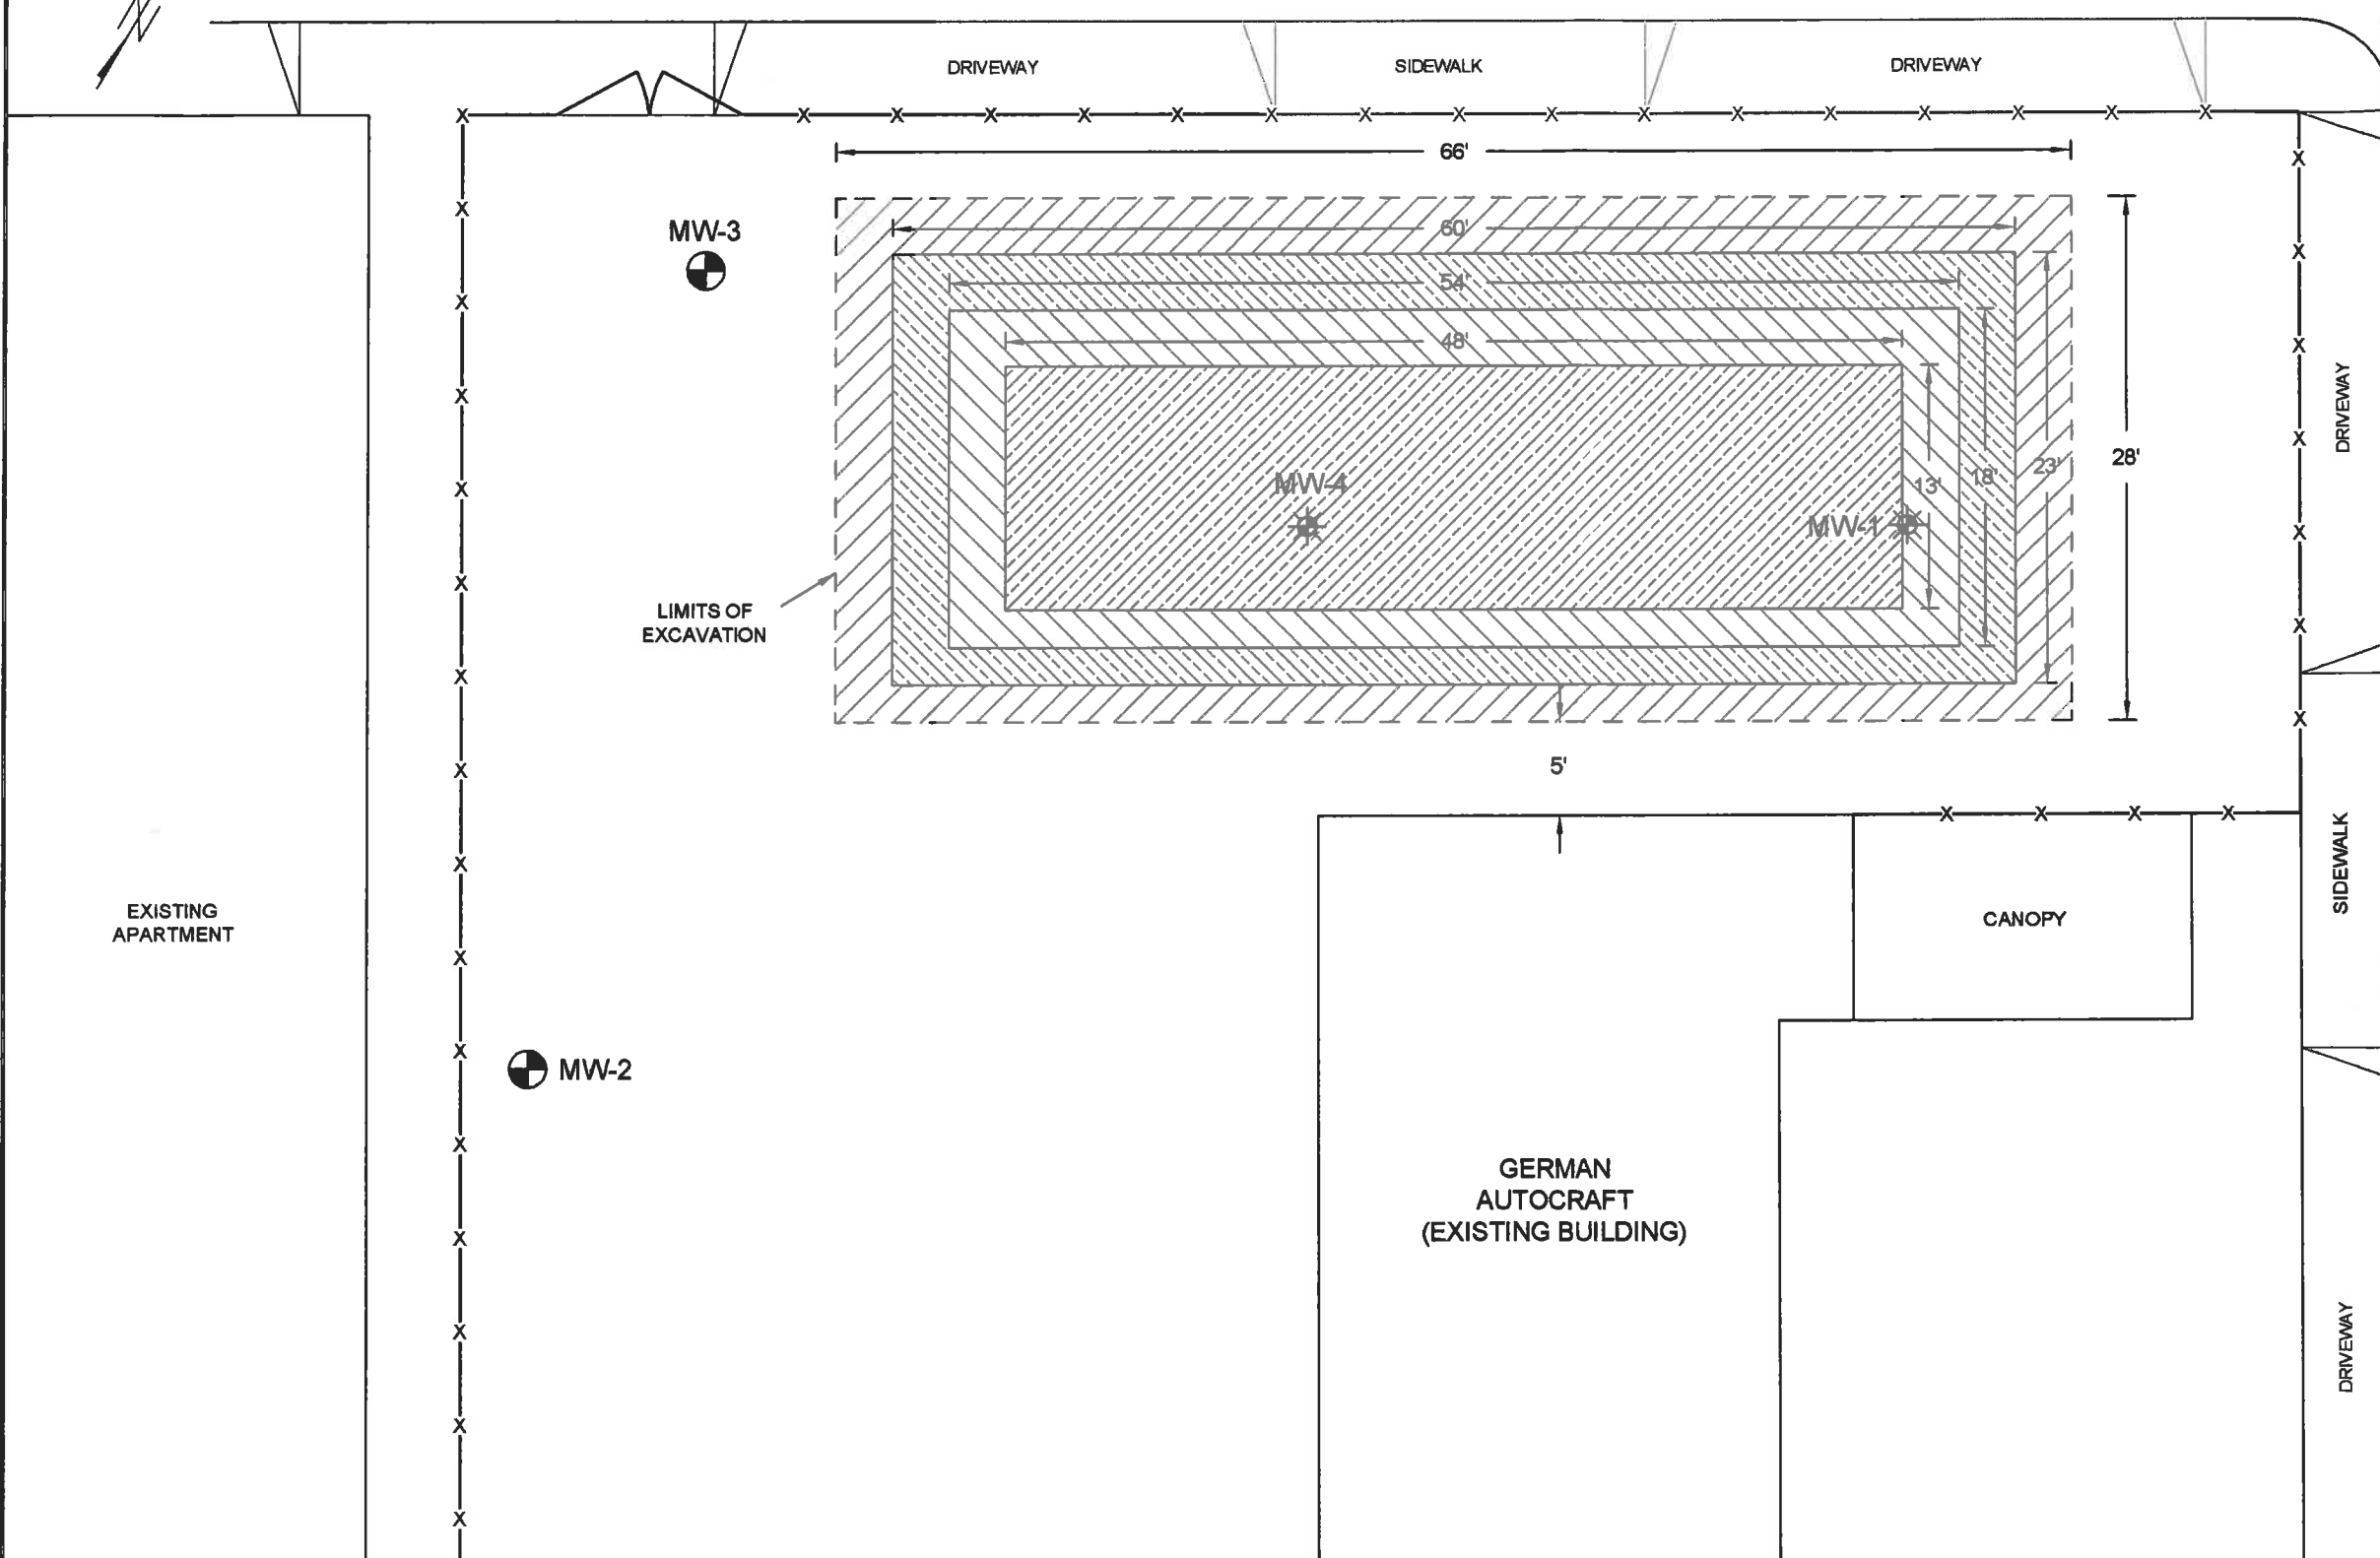 DRIVEWAY
SIDEWALK
DRIVEWAY
66'
MW-3
60'
54'
48'
DRIVEWAY
28'
23'
18'
13'
MW-4
MW-1
LIMITS OF
EXCAVATION
5'
EXISTING
APARTMENT
CANOPY
SIDEWALK
MW-2
GERMAN
AUTOCRAFT
(EXISTING BUILDING)
DRIVEWAY